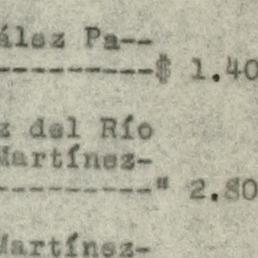 ález Pa--
----------$ 1.40
z del Río
Martínez-
----------" 2.80
Martínez-